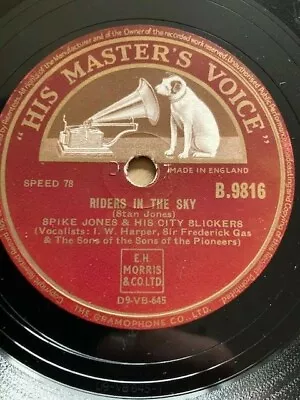 "HIS MASTER'S VOICE"
MADE IN ENGLAND
SPEED 78
B.9816
RIDERS IN THE SKY
(Stan Jones)
SPIKE JONES & HIS CITY SLICKERS
(Vocalists: I. W. Harper, Sir Frederick Gas
& The Sons of the Sons of the Pioneers)
E.H.
MORRIS
& CO. LTD.
D9-VB-645
THE GRAMOPHONE CO. LTD.